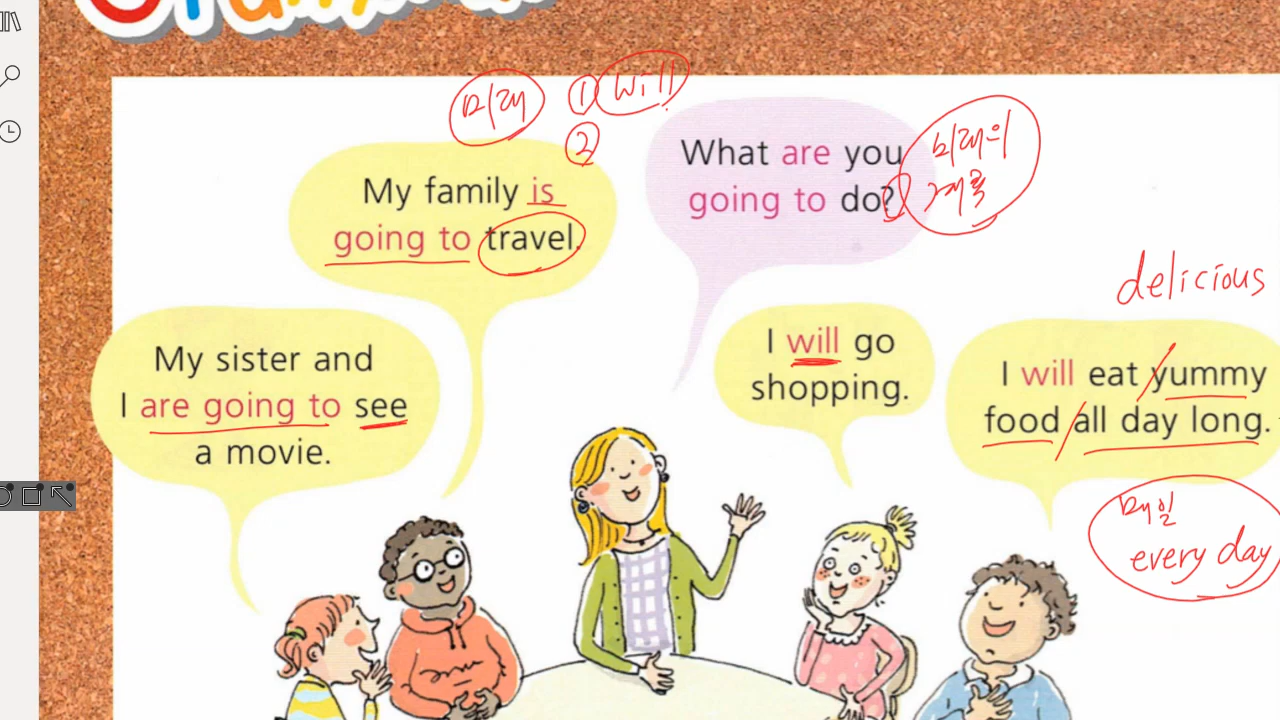 미래 ① will
②
What are you
going to do?
미래의
계획
My family is
going to travel.
delicious
My sister and
I are going to see
a movie.
I will go
shopping.
I will eat yummy
food all day long.
매일
every day